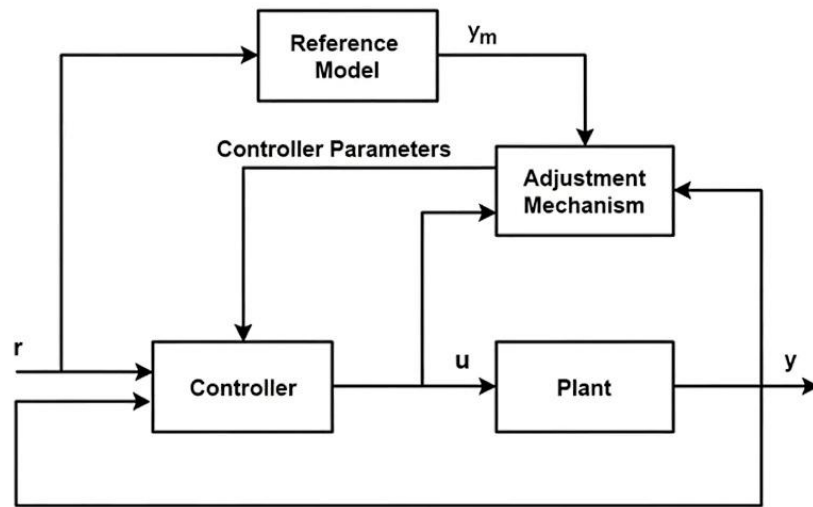 Reference
Model
ym
Controller Parameters
Adjustment
Mechanism
r
Controller
u
Plant
y